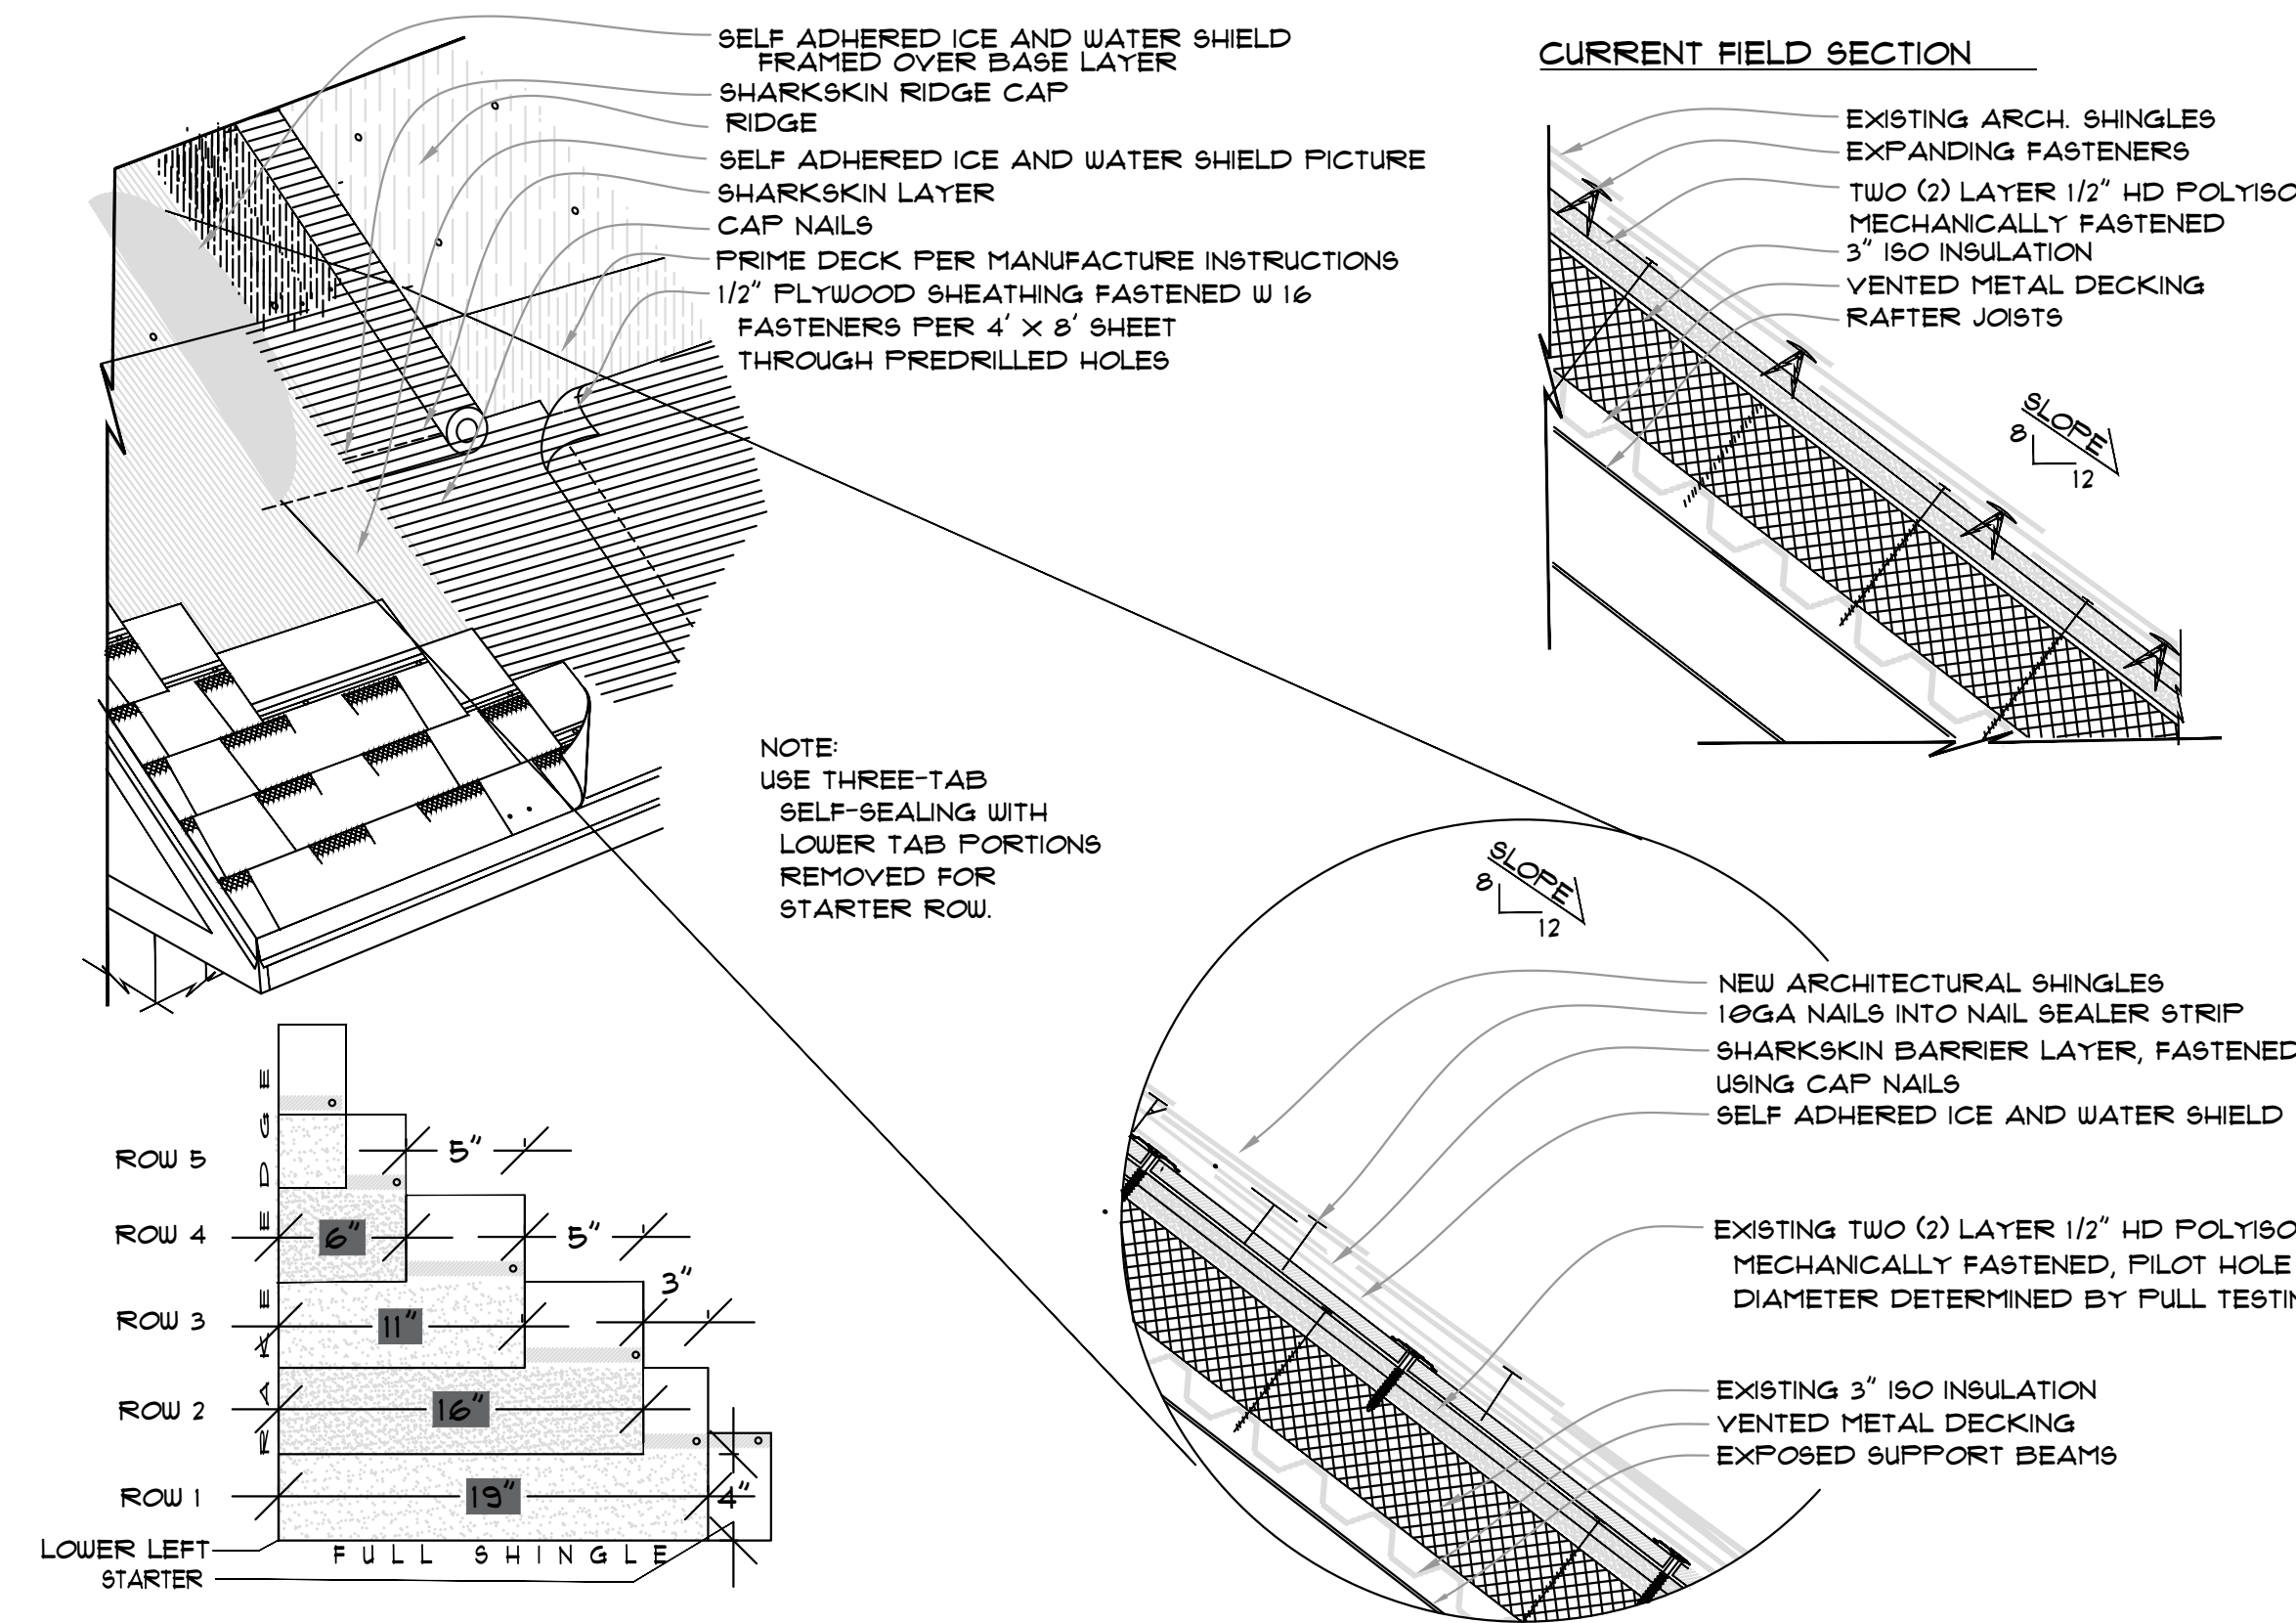 SELF ADHERED ICE AND WATER SHIELD
FRAMED OVER BASE LAYER
SHARKSKIN RIDGE CAP
RIDGE
SELF ADHERED ICE AND WATER SHIELD PICTURE
SHARKSKIN LAYER
CAP NAILS
PRIME DECK PER MANUFACTURE INSTRUCTIONS
1/2" PLYWOOD SHEATHING FASTENED W 16
FASTENERS PER 4' X 8' SHEET
THROUGH PREDRILLED HOLES
CURRENT FIELD SECTION
EXISTING ARCH. SHINGLES
EXPANDING FASTENERS
TWO (2) LAYER 1/2" HD POLYISO
MECHANICALLY FASTENED
3" ISO INSULATION
VENTED METAL DECKING
RAFTER JOISTS
SLOPE
8
12
NOTE:
USE THREE-TAB
SELF-SEALING WITH
LOWER TAB PORTIONS
REMOVED FOR
STARTER ROW.
SLOPE
8
12
NEW ARCHITECTURAL SHINGLES
10GA NAILS INTO NAIL SEALER STRIP
SHARKSKIN BARRIER LAYER, FASTENED
USING CAP NAILS
SELF ADHERED ICE AND WATER SHIELD
EXISTING TWO (2) LAYER 1/2" HD POLYISO
MECHANICALLY FASTENED, PILOT HOLE
DIAMETER DETERMINED BY PULL TESTIN
EXISTING 3" ISO INSULATION
VENTED METAL DECKING
EXPOSED SUPPORT BEAMS
RAKE EDGE
ROW 5
5"
ROW 4
6"
5"
ROW 3
11"
3"
ROW 2
16"
ROW 1
19"
4"
LOWER LEFT
STARTER
FULL SHINGLE